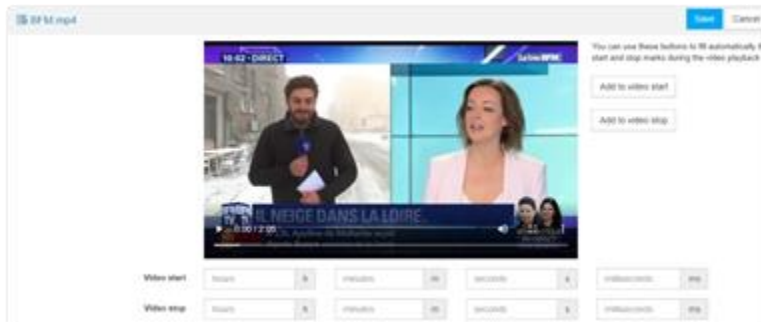 BFM.mp4
Save
Cancel
10:02 - DIRECT
You can use these buttons to fill automatically
start and stop marks during the video playback
Add to video start
Add to video stop
IL NEIGE DANS LA LOIRE
0:00 / 2:05
Video start
hours
h
minutes
m
seconds
s
milliseconds
ms
Video stop
hours
h
minutes
m
seconds
s
milliseconds
ms